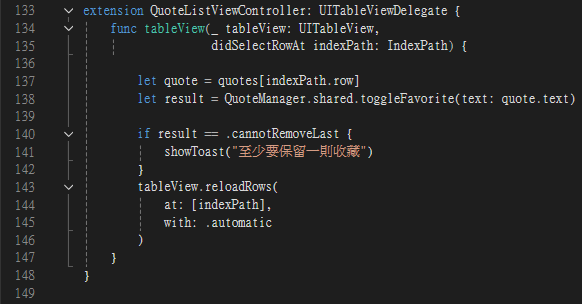 133 extension QuoteListViewController: UITableViewDelegate {
134     func tableView(_ tableView: UITableView,
135                    didSelectRowAt indexPath: IndexPath) {
136
137         let quote = quotes[indexPath.row]
138         let result = QuoteManager.shared.toggleFavorite(text: quote.text)
139
140         if result == .cannotRemoveLast {
141             showToast("至少要保留一則收藏")
142         }
143         tableView.reloadRows(
144             at: [indexPath],
145             with: .automatic
146         )
147     }
148 }
149